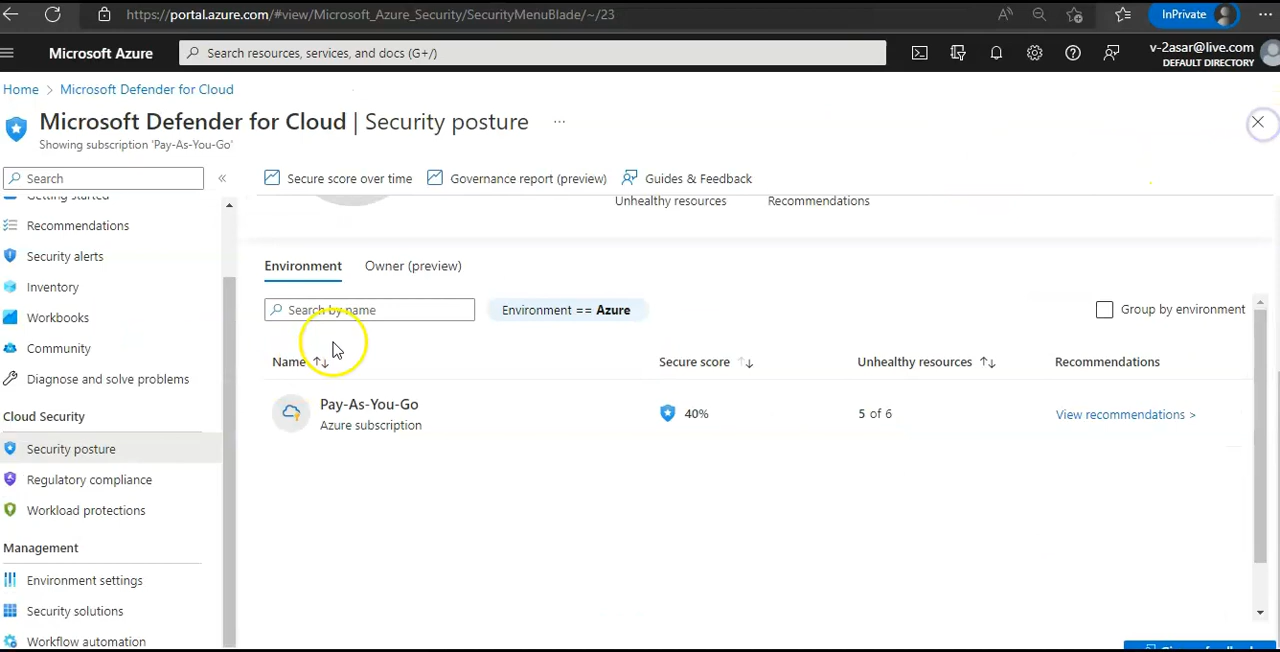 https://portal.azure.com/#view/Microsoft_Azure_Security/SecurityMenuBlade/~/23
InPrivate
Microsoft Azure
Search resources, services, and docs (G+/)
v-2asar@live.com
DEFAULT DIRECTORY
Home > Microsoft Defender for Cloud
Microsoft Defender for Cloud | Security posture ...
Showing subscription 'Pay-As-You-Go'
Search
«
Secure score over time
Governance report (preview)
Guides & Feedback
Getting started
Recommendations
Security alerts
Inventory
Workbooks
Community
Diagnose and solve problems
Cloud Security
Security posture
Regulatory compliance
Workload protections
Management
Environment settings
Security solutions
Workflow automation
Unhealthy resources
Recommendations
Environment
Owner (preview)
Search by name
Environment == Azure
Group by environment
Name ↑↓
Secure score ↑↓
Unhealthy resources ↑↓
Recommendations
Pay-As-You-Go
Azure subscription
40%
5 of 6
View recommendations >